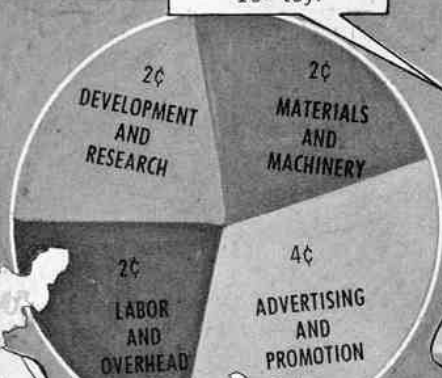 2¢
DEVELOPMENT
AND
RESEARCH
2¢
MATERIALS
AND
MACHINERY
2¢
LABOR
AND
OVERHEAD
4¢
ADVERTISING
AND
PROMOTION